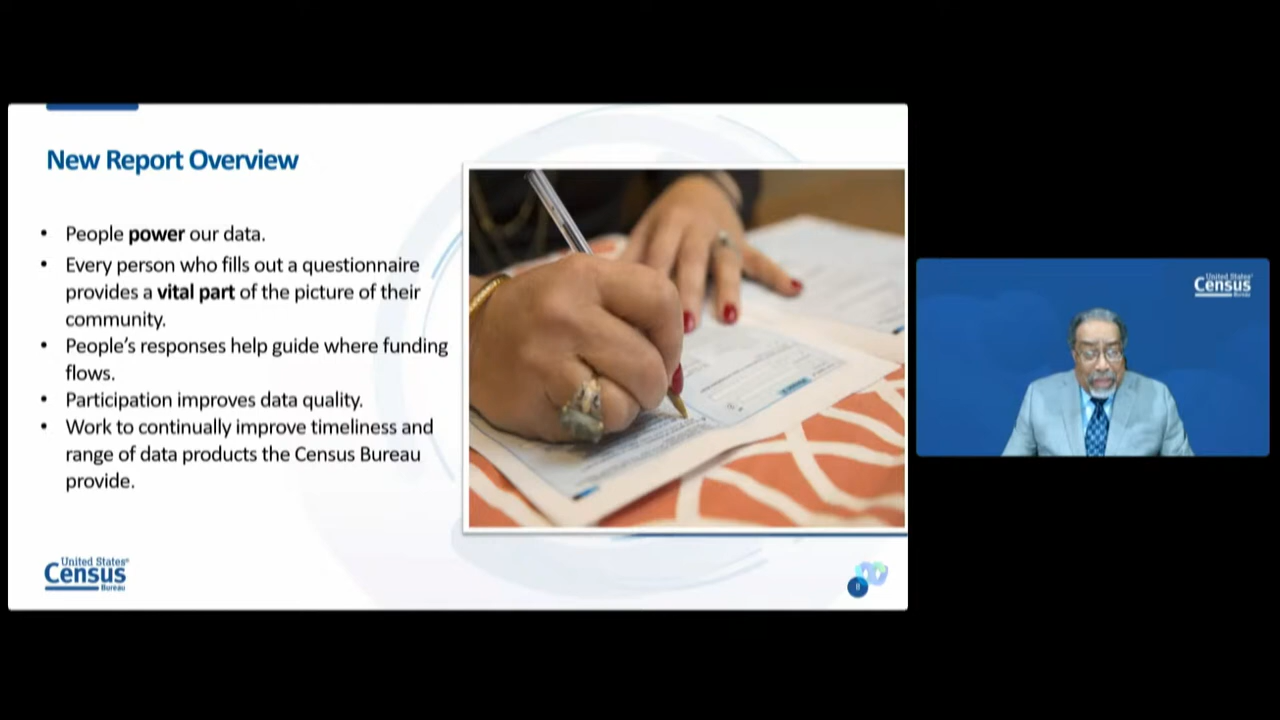 New Report Overview
• People power our data.
• Every person who fills out a questionnaire
provides a vital part of the picture of their
community.
• People's responses help guide where funding
flows.
• Participation improves data quality.
• Work to continually improve timeliness and
range of data products the Census Bureau
provide.
United States®
Census
Bureau
8
United States®
Census
Bureau